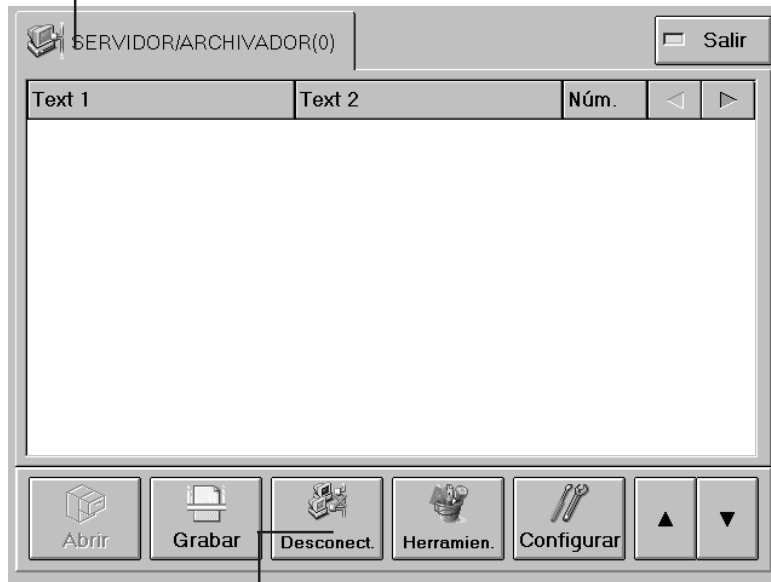 SERVIDOR/ARCHIVADOR(0)
Salir
Text 1 Text 2 Núm.
Abrir Grabar Desconect. Herramien. Configurar